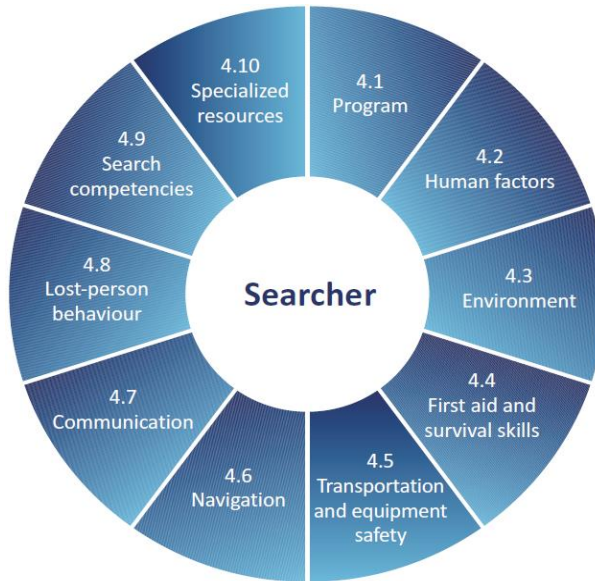 4.1
Program
4.2
Human factors
4.3
Environment
4.4
First aid and
survival skills
4.5
Transportation
and equipment
safety
4.6
Navigation
4.7
Communication
4.8
Lost-person
behaviour
4.9
Search
competencies
4.10
Specialized
resources
Searcher